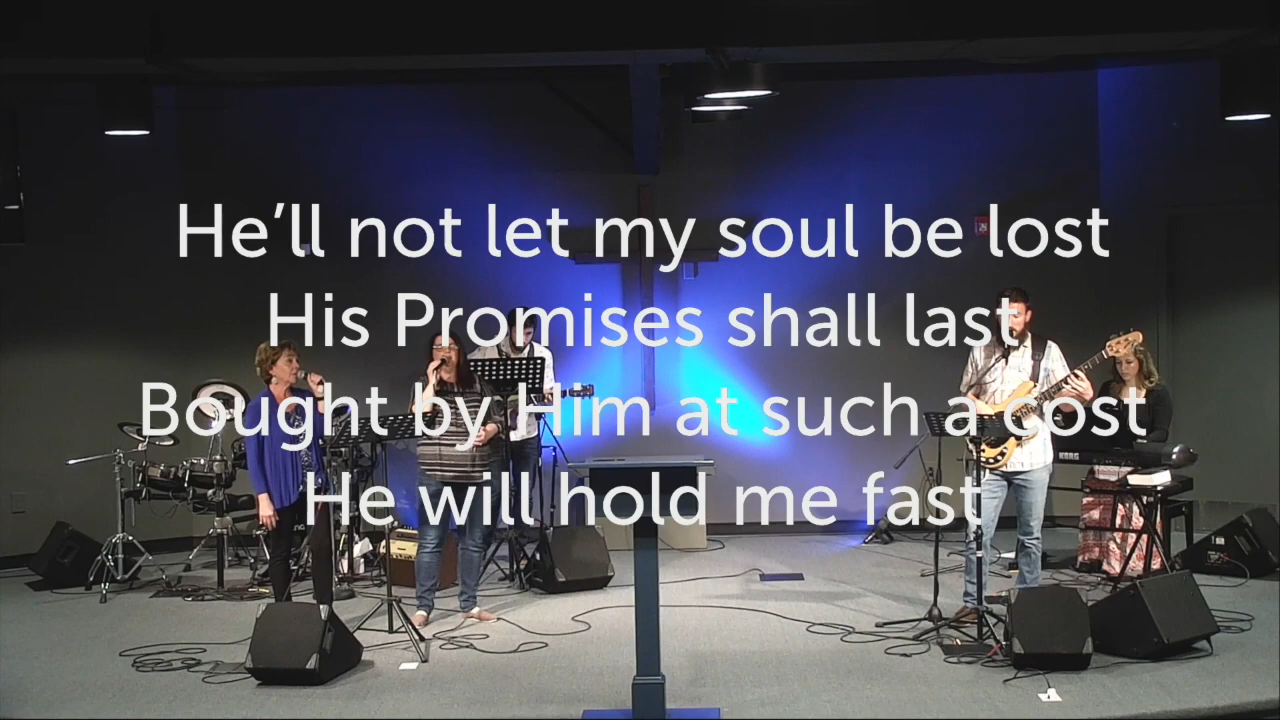 He’ll not let my soul be lost
His Promises shall last
Bought by Him at such a cost
He will hold me fast
KORG